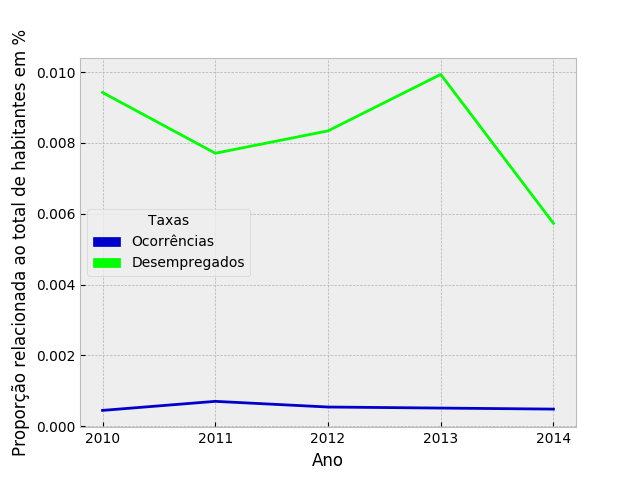 Proporção relacionada ao total de habitantes em %
0.010
0.008
0.006
0.004
0.002
0.000
Taxas
Ocorrências
Desempregados
2010 2011 2012 2013 2014
Ano